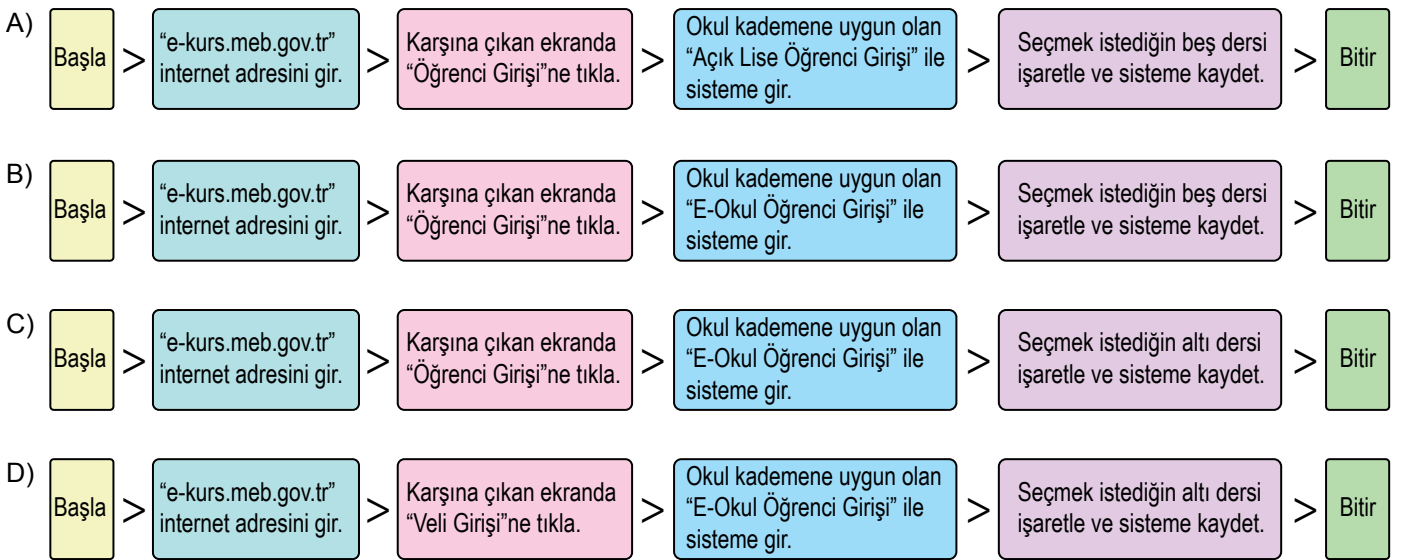 A)
Başla > “e-kurs.meb.gov.tr” > Karşına çıkan ekranda > Okul kademene uygun olan > Seçmek istediğin beş dersi > Bitir
internet adresini gir. “Öğrenci Girişi”ne tıkla. “Açık Lise Öğrenci Girişi” ile işaretle ve sisteme kaydet.
sisteme gir.
B)
Başla > “e-kurs.meb.gov.tr” > Karşına çıkan ekranda > Okul kademene uygun olan > Seçmek istediğin beş dersi > Bitir
internet adresini gir. “Öğrenci Girişi”ne tıkla. “E-Okul Öğrenci Girişi” ile işaretle ve sisteme kaydet.
sisteme gir.
C)
Başla > “e-kurs.meb.gov.tr” > Karşına çıkan ekranda > Okul kademene uygun olan > Seçmek istediğin altı dersi > Bitir
internet adresini gir. “Öğrenci Girişi”ne tıkla. “E-Okul Öğrenci Girişi” ile işaretle ve sisteme kaydet.
sisteme gir.
D)
Başla > “e-kurs.meb.gov.tr” > Karşına çıkan ekranda > Okul kademene uygun olan > Seçmek istediğin altı dersi > Bitir
internet adresini gir. “Veli Girişi”ne tıkla. “E-Okul Öğrenci Girişi” ile işaretle ve sisteme kaydet.
sisteme gir.